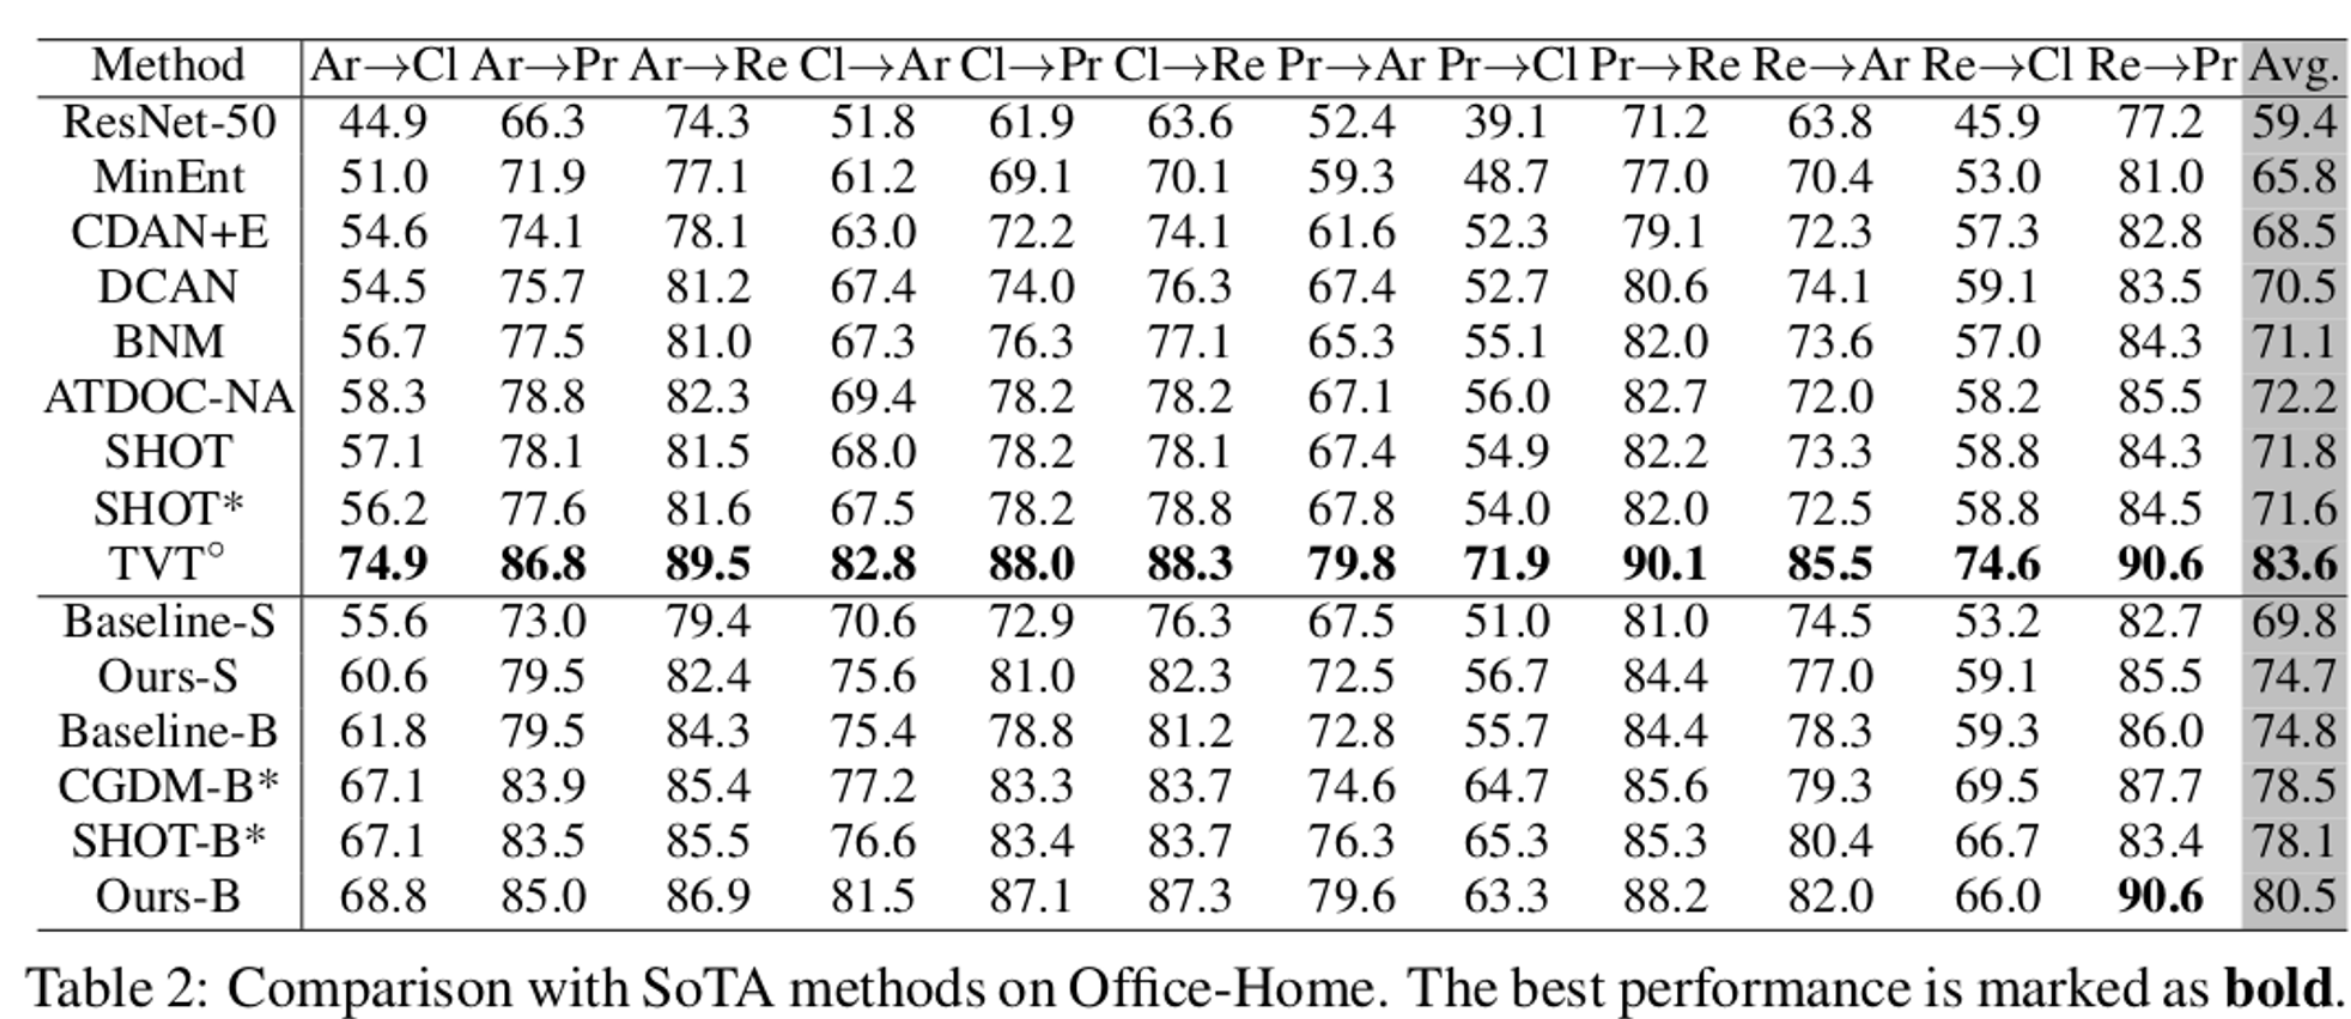 Method Ar→Cl Ar→Pr Ar→Re Cl→Ar Cl→Pr Cl→Re Pr→Ar Pr→Cl Pr→Re Re→Ar Re→Cl Re→Pr Avg.
ResNet-50 44.9 66.3 74.3 51.8 61.9 63.6 52.4 39.1 71.2 63.8 45.9 77.2 59.4
MinEnt 51.0 71.9 77.1 61.2 69.1 70.1 59.3 48.7 77.0 70.4 53.0 81.0 65.8
CDAN+E 54.6 74.1 78.1 63.0 72.2 74.1 61.6 52.3 79.1 72.3 57.3 82.8 68.5
DCAN 54.5 75.7 81.2 67.4 74.0 76.3 67.4 52.7 80.6 74.1 59.1 83.5 70.5
BNM 56.7 77.5 81.0 67.3 76.3 77.1 65.3 55.1 82.0 73.6 57.0 84.3 71.1
ATDOC-NA 58.3 78.8 82.3 69.4 78.2 78.2 67.1 56.0 82.7 72.0 58.2 85.5 72.2
SHOT 57.1 78.1 81.5 68.0 78.2 78.1 67.4 54.9 82.2 73.3 58.8 84.3 71.8
SHOT* 56.2 77.6 81.6 67.5 78.2 78.8 67.8 54.0 82.0 72.5 58.8 84.5 71.6
TVT° 74.9 86.8 89.5 82.8 88.0 88.3 79.8 71.9 90.1 85.5 74.6 90.6 83.6
Baseline-S 55.6 73.0 79.4 70.6 72.9 76.3 67.5 51.0 81.0 74.5 53.2 82.7 69.8
Ours-S 60.6 79.5 82.4 75.6 81.0 82.3 72.5 56.7 84.4 77.0 59.1 85.5 74.7
Baseline-B 61.8 79.5 84.3 75.4 78.8 81.2 72.8 55.7 84.4 78.3 59.3 86.0 74.8
CGDM-B* 67.1 83.9 85.4 77.2 83.3 83.7 74.6 64.7 85.6 79.3 69.5 87.7 78.5
SHOT-B* 67.1 83.5 85.5 76.6 83.4 83.7 76.3 65.3 85.3 80.4 66.7 83.4 78.1
Ours-B 68.8 85.0 86.9 81.5 87.1 87.3 79.6 63.3 88.2 82.0 66.0 90.6 80.5
Table 2: Comparison with SoTA methods on Office-Home. The best performance is marked as bold.